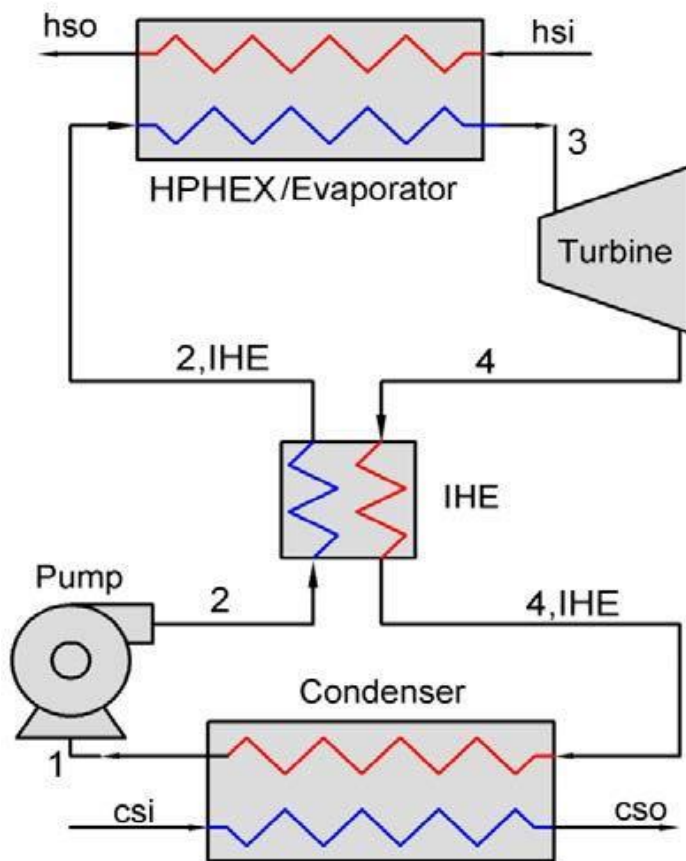 hso
hsi
HPHEX/Evaporator
3
Turbine
2,IHE
4
IHE
Pump
2
4,IHE
Condenser
1
csi
cso